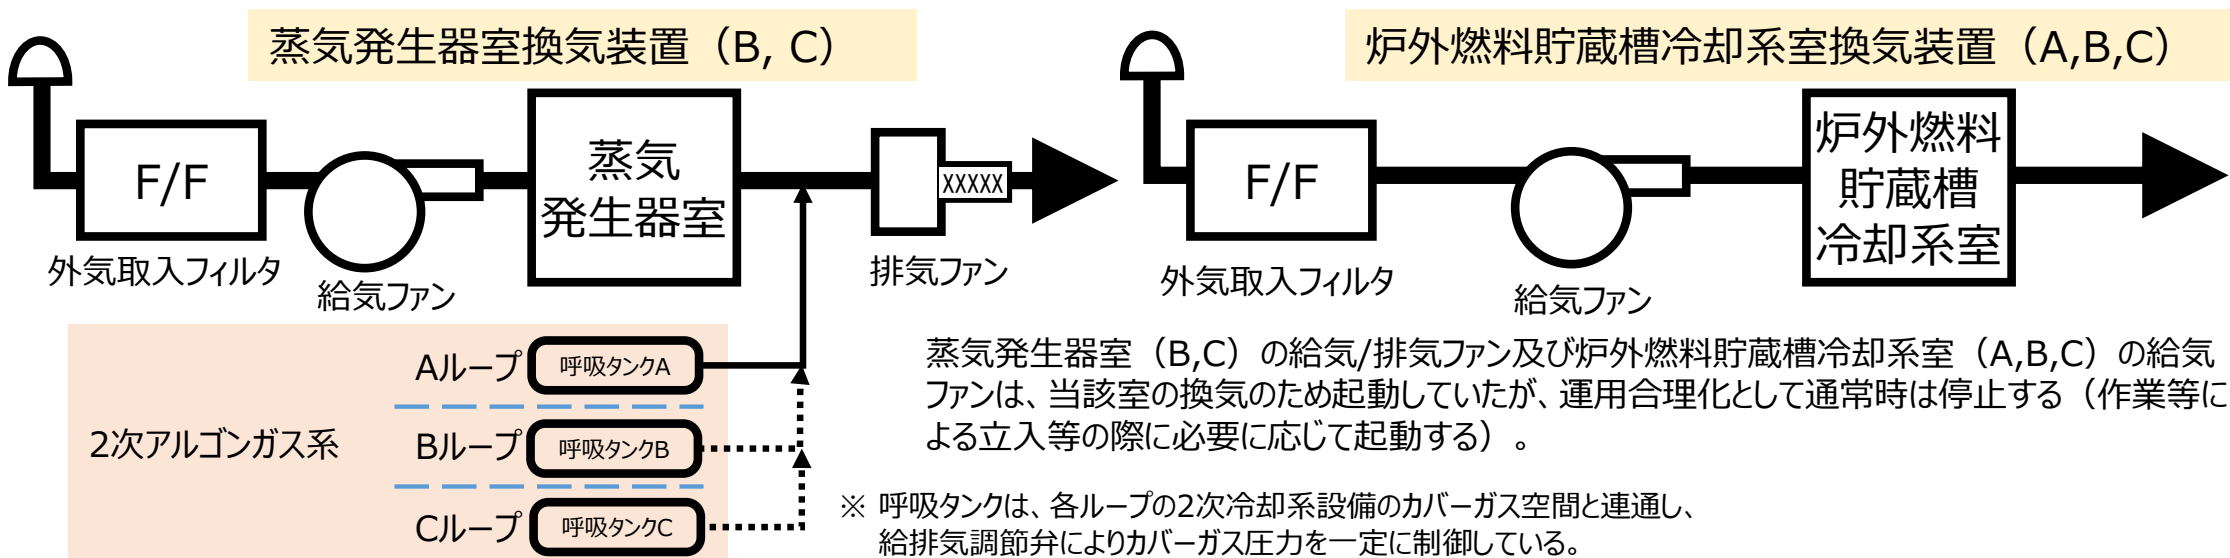 蒸気発生器室換気装置（B, C）
F/F
外気取入フィルタ
給気ファン
蒸気
発生器室
XXXXX
排気ファン
2次アルゴンガス系
Aループ
呼吸タンクA
Bループ
呼吸タンクB
Cループ
呼吸タンクC
炉外燃料貯蔵槽冷却系室換気装置（A,B,C）
F/F
外気取入フィルタ
給気ファン
炉外燃料
貯蔵槽
冷却系室
蒸気発生器室（B,C）の給気/排気ファン及び炉外燃料貯蔵槽冷却系室（A,B,C）の給気
ファンは、当該室の換気のため起動していたが、運用合理化として通常時は停止する（作業等に
よる立入等の際に必要に応じて起動する）。
※ 呼吸タンクは、各ループの2次冷却系設備のカバーガス空間と連通し、
給排気調節弁によりカバーガス圧力を一定に制御している。